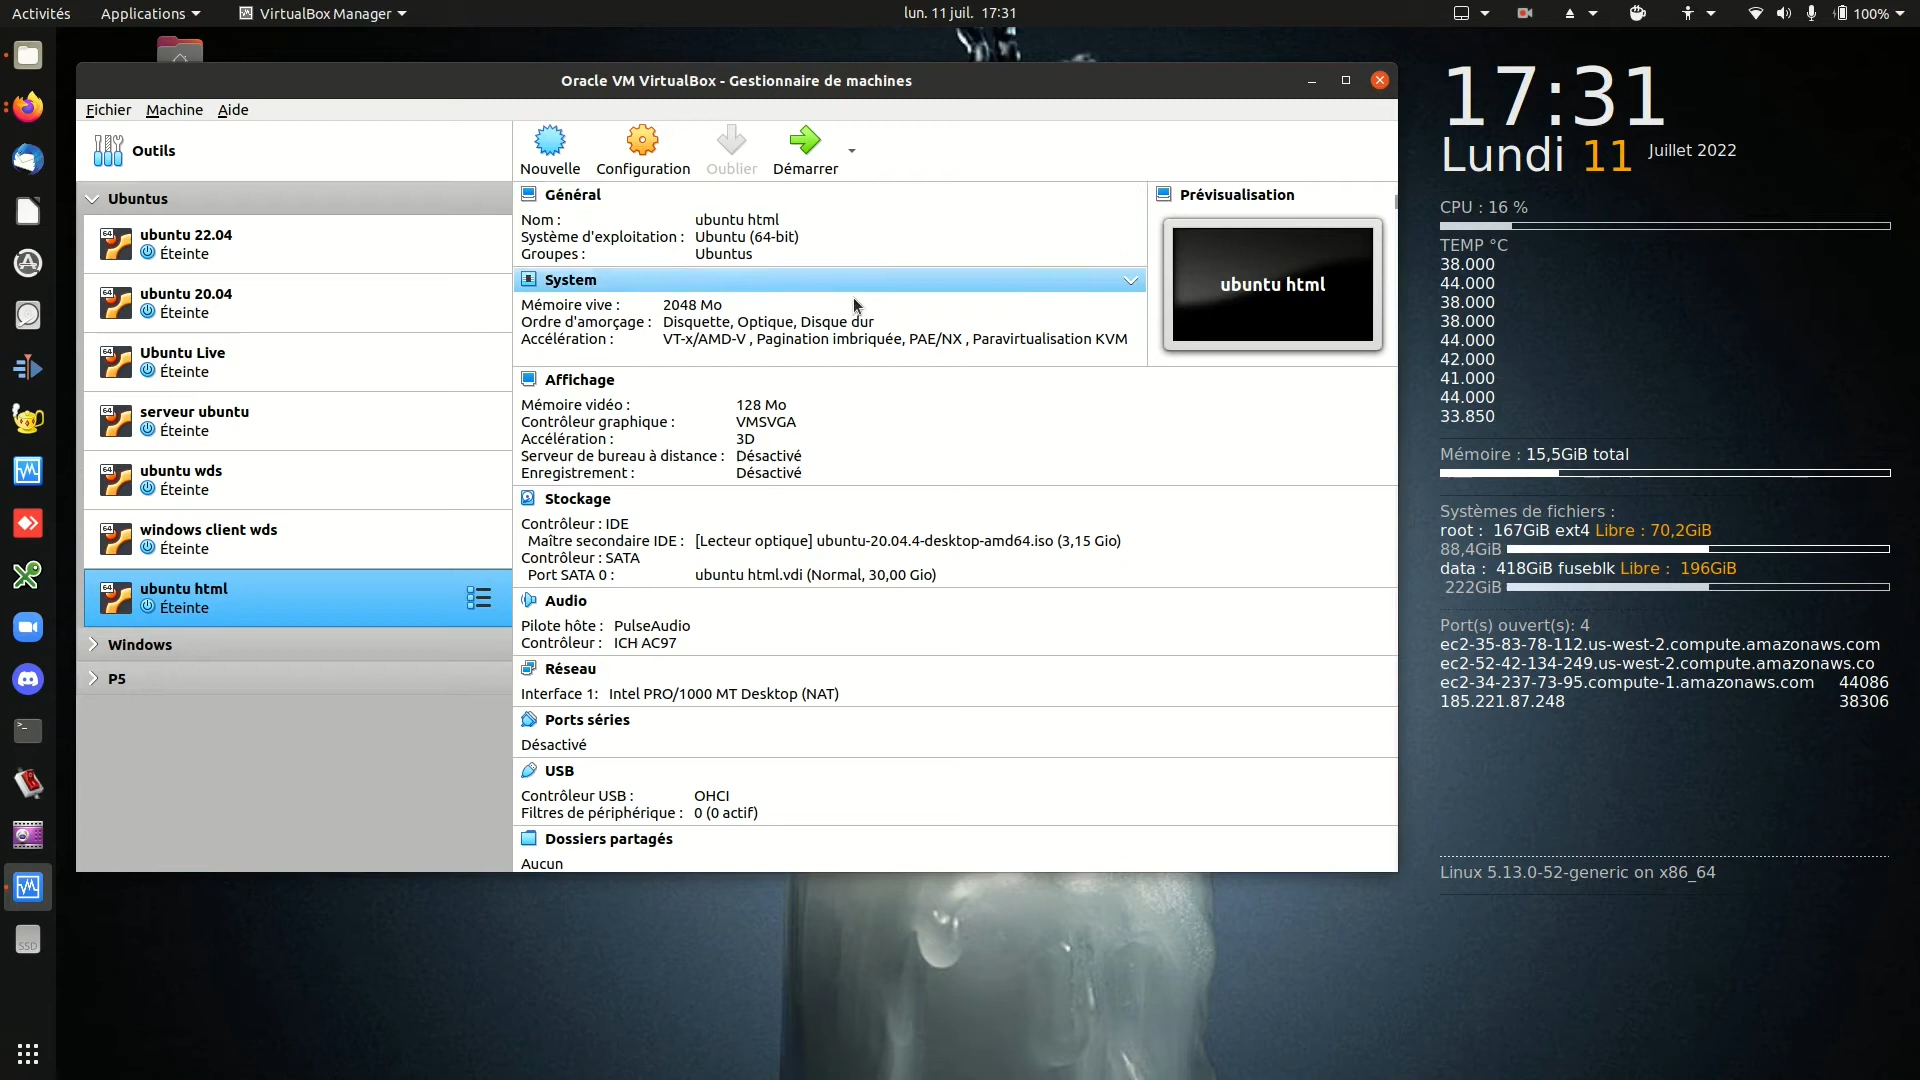 Activités
Applications
VirtualBox Manager
lun. 11 juil. 17:31
100%
Oracle VM VirtualBox - Gestionnaire de machines
Fichier Machine Aide
Outils
Nouvelle
Configuration
Oublier
Démarrer
Ubuntus
64
ubuntu 22.04
Éteinte
64
ubuntu 20.04
Éteinte
64
Ubuntu Live
Éteinte
64
serveur ubuntu
Éteinte
64
ubuntu wds
Éteinte
64
windows client wds
Éteinte
64
ubuntu html
Éteinte
Windows
P5
Général
Nom : ubuntu html
Système d'exploitation : Ubuntu (64-bit)
Groupes : Ubuntus
System
Mémoire vive : 2048 Mo
Ordre d'amorçage : Disquette, Optique, Disque dur
Accélération : VT-x/AMD-V , Pagination imbriquée, PAE/NX , Paravirtualisation KVM
Prévisualisation
ubuntu html
Affichage
Mémoire vidéo : 128 Mo
Contrôleur graphique : VMSVGA
Accélération : 3D
Serveur de bureau à distance : Désactivé
Enregistrement : Désactivé
Stockage
Contrôleur : IDE
Maître secondaire IDE : [Lecteur optique] ubuntu-20.04.4-desktop-amd64.iso (3,15 Gio)
Contrôleur : SATA
Port SATA 0 : ubuntu html.vdi (Normal, 30,00 Gio)
Audio
Pilote hôte : PulseAudio
Contrôleur : ICH AC97
Réseau
Interface 1: Intel PRO/1000 MT Desktop (NAT)
Ports séries
Désactivé
USB
Contrôleur USB : OHCI
Filtres de périphérique : 0 (0 actif)
Dossiers partagés
Aucun
17:31
Lundi 11 Juillet 2022
CPU : 16 %
TEMP °C
38.000
44.000
38.000
38.000
44.000
42.000
41.000
44.000
33.850
Mémoire : 15,5GiB total
Systèmes de fichiers :
root : 167GiB ext4 Libre : 70,2GiB
88,4GiB
data : 418GiB fuseblk Libre : 196GiB
222GiB
Port(s) ouvert(s): 4
ec2-35-83-78-112.us-west-2.compute.amazonaws.com
ec2-52-42-134-249.us-west-2.compute.amazonaws.co
ec2-34-237-73-95.compute-1.amazonaws.com 44086
185.221.87.248 38306
Linux 5.13.0-52-generic on x86_64
SSD